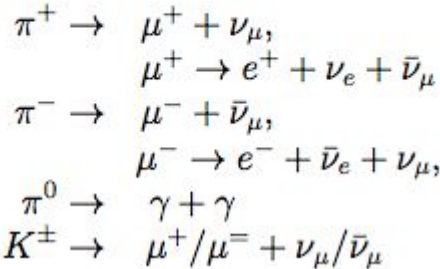 π⁺ → μ⁺ + ν_μ,
μ⁺ → e⁺ + ν_e + ν̄_μ
π⁻ → μ⁻ + ν̄_μ,
μ⁻ → e⁻ + ν̄_e + ν_μ,
π⁰ → γ + γ
K^± → μ⁺/μ⁼ + ν_μ/ν̄_μ